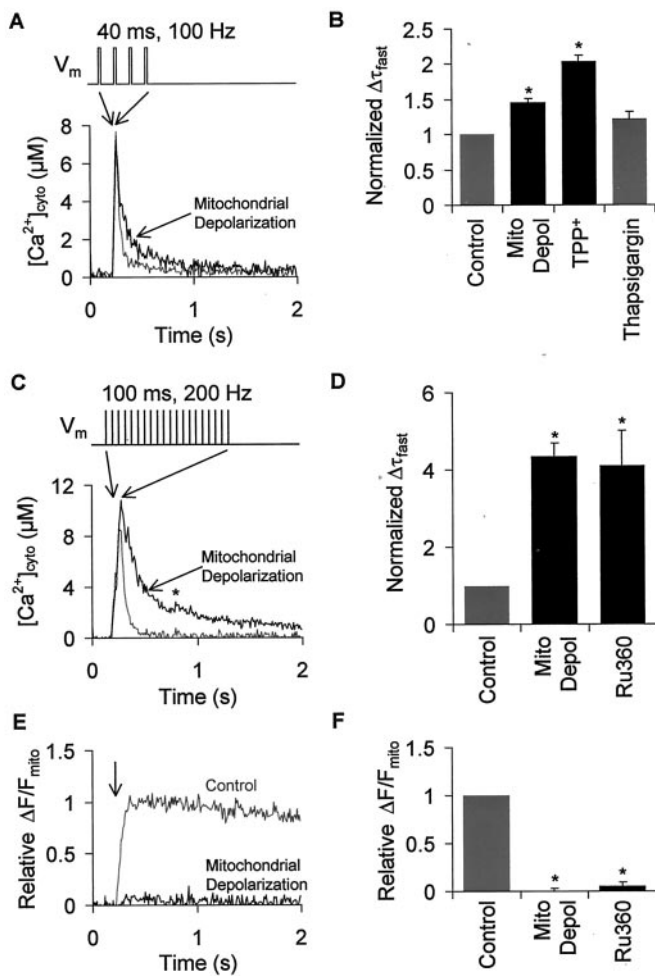 A
40 ms, 100 Hz
Vm
[Ca2+]cyto (µM)
8
6
4
2
0
Mitochondrial
Depolarization
0
1
2
Time (s)
B
Normalized Δτfast
2.5
2
1.5
1
0.5
0
*
*
Control
Mito
Depol
TPP+
Thapsigargin
C
100 ms, 200 Hz
Vm
[Ca2+]cyto (µM)
12
8
4
0
Mitochondrial
Depolarization
*
0
1
2
Time (s)
D
Normalized Δτfast
6
4
2
0
*
*
Control
Mito
Depol
Ru360
E
Relative ΔF/Fmito
1.5
1
0.5
0
Control
Mitochondrial
Depolarization
0
1
2
Time (s)
F
Relative ΔF/Fmito
1.5
1
0.5
0
*
*
Control
Mito
Depol
Ru360